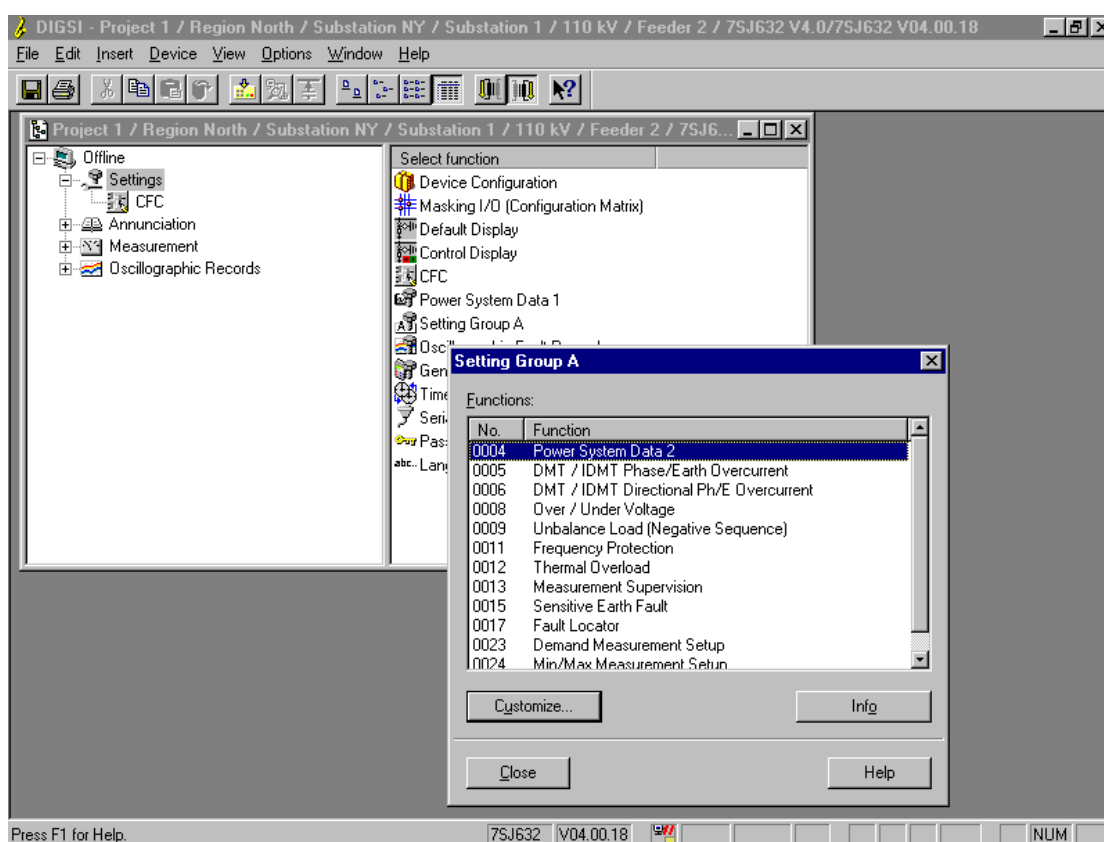 DIGSI - Project 1 / Region North / Substation NY / Substation 1 / 110 kV / Feeder 2 / 7SJ632 V4.0/7SJ632 V04.00.18
File Edit Insert Device View Options Window Help
Project 1 / Region North / Substation NY / Substation 1 / 110 kV / Feeder 2 / 7SJ6...
Offline
Settings
CFC
Annunciation
Measurement
Oscillographic Records
Select function
Device Configuration
Masking I/O (Configuration Matrix)
Default Display
Control Display
CFC
Power System Data 1
Setting Group A
Setting Group A
Functions:
No. Function
0004 Power System Data 2
0005 DMT / IDMT Phase/Earth Overcurrent
0006 DMT / IDMT Directional Ph/E Overcurrent
0008 Over / Under Voltage
0009 Unbalance Load (Negative Sequence)
0011 Frequency Protection
0012 Thermal Overload
0013 Measurement Supervision
0015 Sensitive Earth Fault
0017 Fault Locator
0023 Demand Measurement Setup
0024 Min/Max Measurement Setup
Customize... Info
Close Help
Press F1 for Help. 7SJ632 V04.00.18 NUM